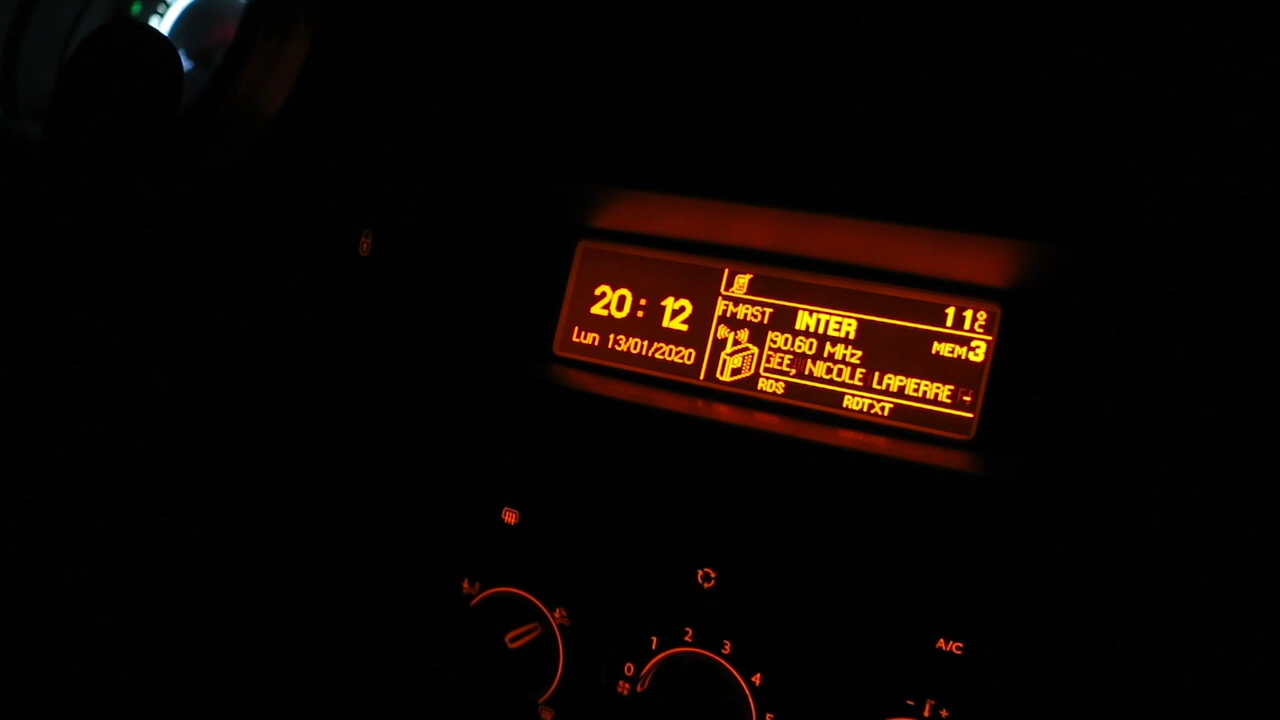 20:12
Lun 13/01/2020
11°C
FMAST INTER
MEM 3
90.60 MHz
GEE, NICOLE LAPIERRE -
RDS RDTXT
0 1 2 3 4 5
A/C
- +